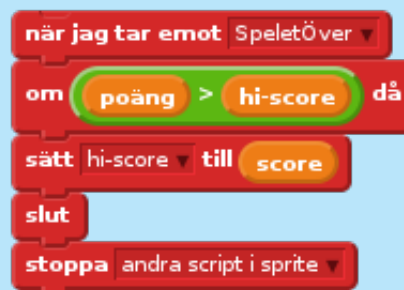 när jag tar emot SpeletÖver
om poäng > hi-score då
sätt hi-score till score
slut
stoppa andra script i sprite